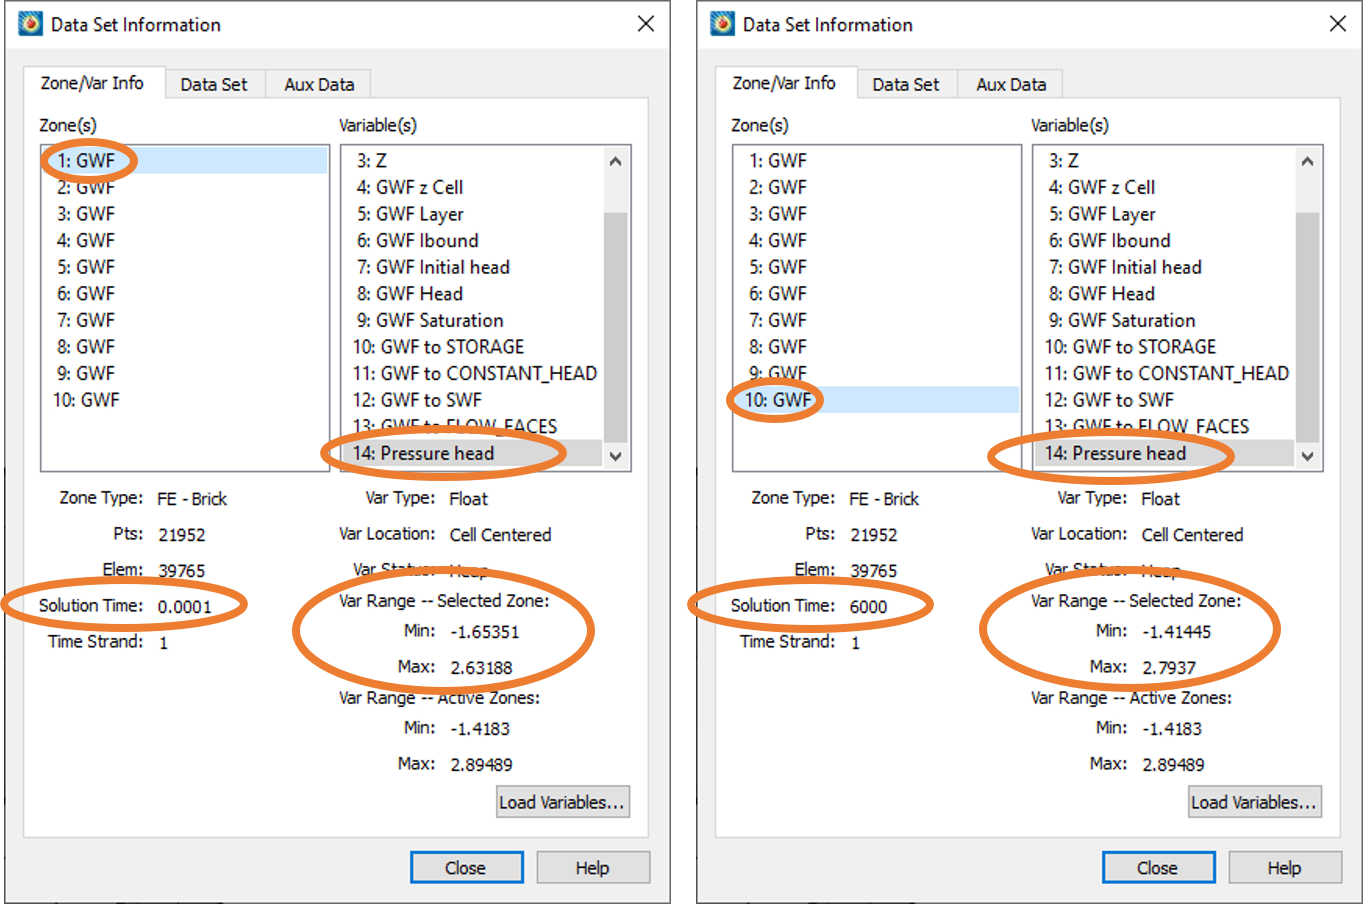 Data Set Information
Zone/Var Info
Data Set
Aux Data
Zone(s)
1: GWF
2: GWF
3: GWF
4: GWF
5: GWF
6: GWF
7: GWF
8: GWF
9: GWF
10: GWF
Variable(s)
3: Z
4: GWF z Cell
5: GWF Layer
6: GWF Ibound
7: GWF Initial head
8: GWF Head
9: GWF Saturation
10: GWF to STORAGE
11: GWF to CONSTANT_HEAD
12: GWF to SWF
13: GWF to FLOW_FACES
14: Pressure head
Zone Type: FE - Brick
Pts: 21952
Elem: 39765
Solution Time: 0.0001
Time Strand: 1
Var Type: Float
Var Location: Cell Centered
Var Status: Heap
Var Range -- Selected Zone:
Min: -1.65351
Max: 2.63188
Var Range -- Active Zones:
Min: -1.4183
Max: 2.89489
Load Variables...
Close
Help
Data Set Information
Zone/Var Info
Data Set
Aux Data
Zone(s)
1: GWF
2: GWF
3: GWF
4: GWF
5: GWF
6: GWF
7: GWF
8: GWF
9: GWF
10: GWF
Variable(s)
3: Z
4: GWF z Cell
5: GWF Layer
6: GWF Ibound
7: GWF Initial head
8: GWF Head
9: GWF Saturation
10: GWF to STORAGE
11: GWF to CONSTANT_HEAD
12: GWF to SWF
13: GWF to FLOW_FACES
14: Pressure head
Zone Type: FE - Brick
Pts: 21952
Elem: 39765
Solution Time: 6000
Time Strand: 1
Var Type: Float
Var Location: Cell Centered
Var Status: Heap
Var Range -- Selected Zone:
Min: -1.41445
Max: 2.7937
Var Range -- Active Zones:
Min: -1.4183
Max: 2.89489
Load Variables...
Close
Help